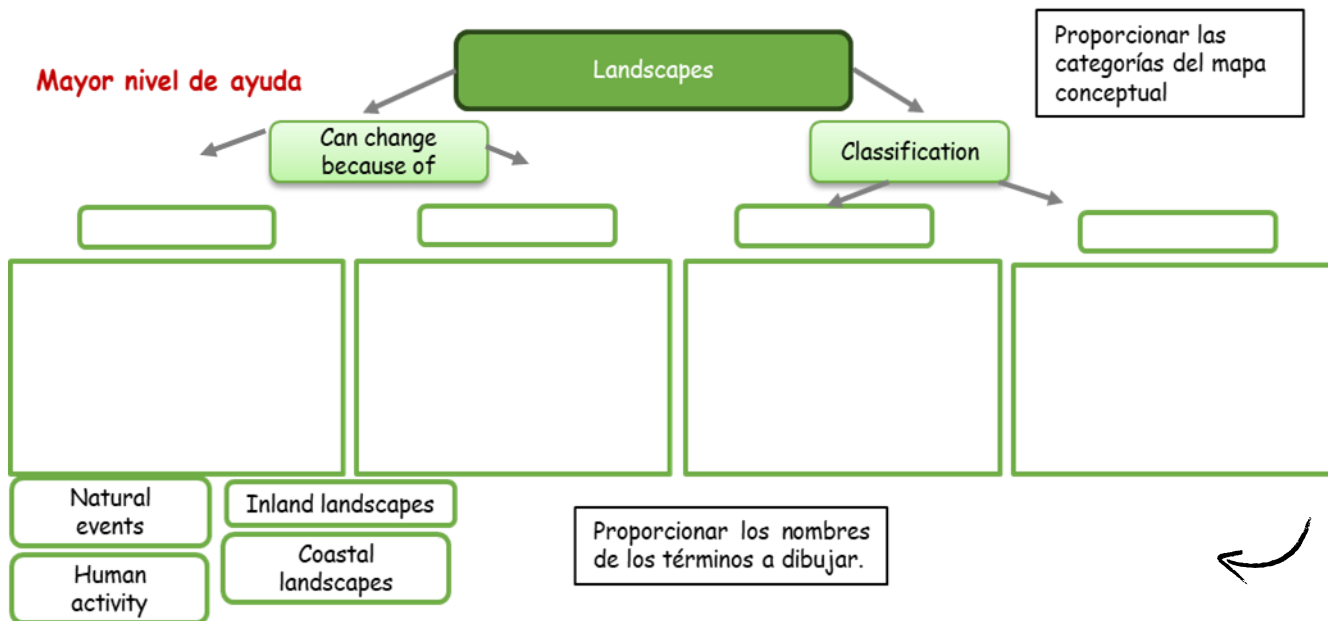 Landscapes
Proporcionar las
categorías del mapa
conceptual
Mayor nivel de ayuda
Can change
because of
Classification
Natural
events
Inland landscapes
Human
activity
Coastal
landscapes
Proporcionar los nombres
de los términos a dibujar.